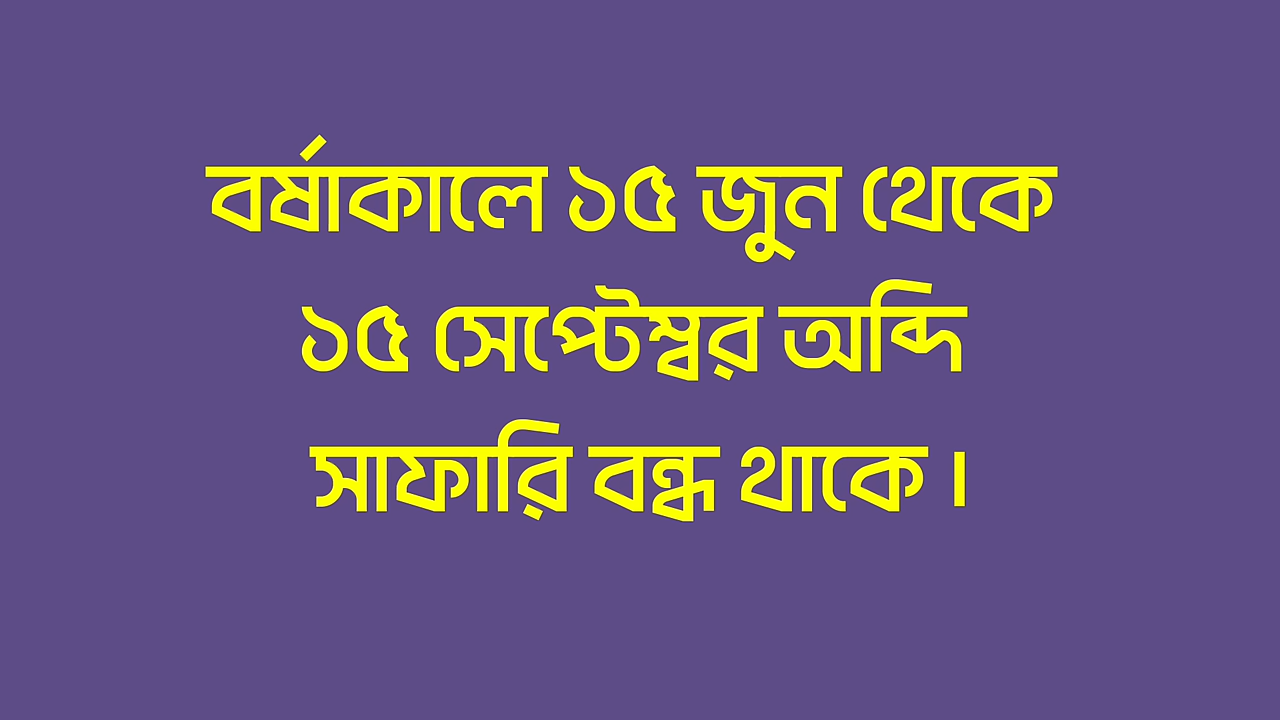 বর্ষাকালে ১৫ জুন থেকে
১৫ সেপ্টেম্বর অব্দি
সাফারি বন্ধ থাকে ।